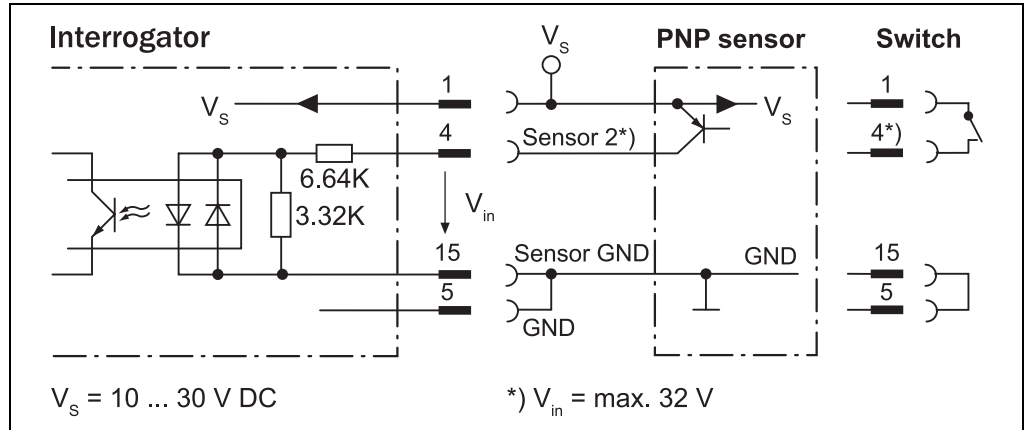 Interrogator
V_S
PNP sensor
Switch
1
1
V_S
V_S
4
Sensor 2*)
4*)
6.64K
3.32K
V_in
15
Sensor GND
GND
15
5
5
GND
V_S = 10 ... 30 V DC
*) V_in = max. 32 V